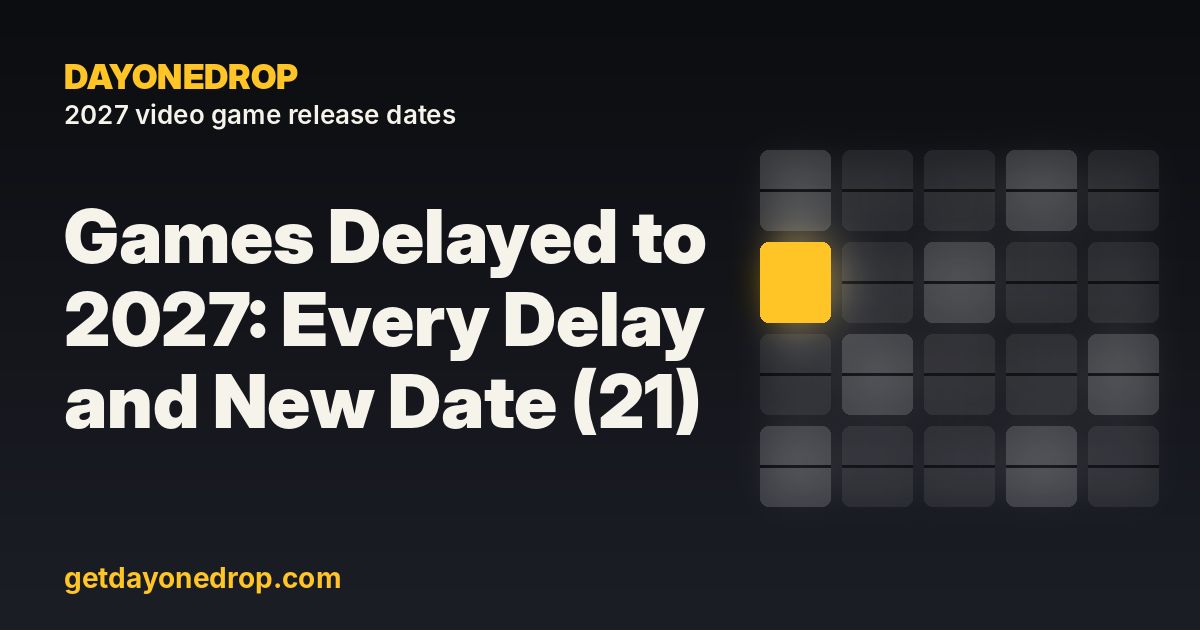 DAYONEDROP
2027 video game release dates
Games Delayed to
2027: Every Delay
and New Date (21)
getdayonedrop.com